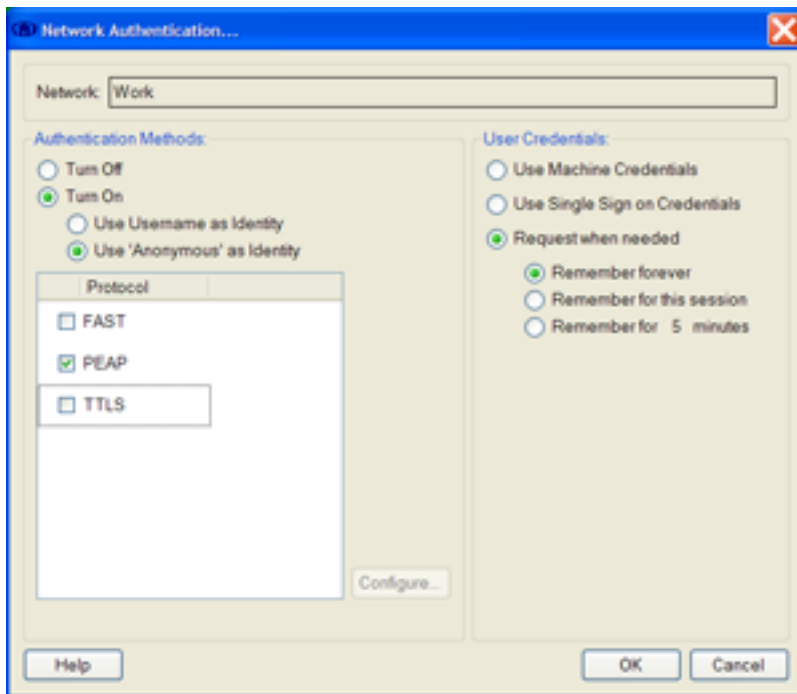 Network Authentication...
Network: Work
Authentication Methods:
Turn Off
Turn On
Use Username as Identity
Use 'Anonymous' as Identity
Protocol
FAST
PEAP
TTLS
Configure...
User Credentials:
Use Machine Credentials
Use Single Sign on Credentials
Request when needed
Remember forever
Remember for this session
Remember for 5 minutes
Help
OK
Cancel